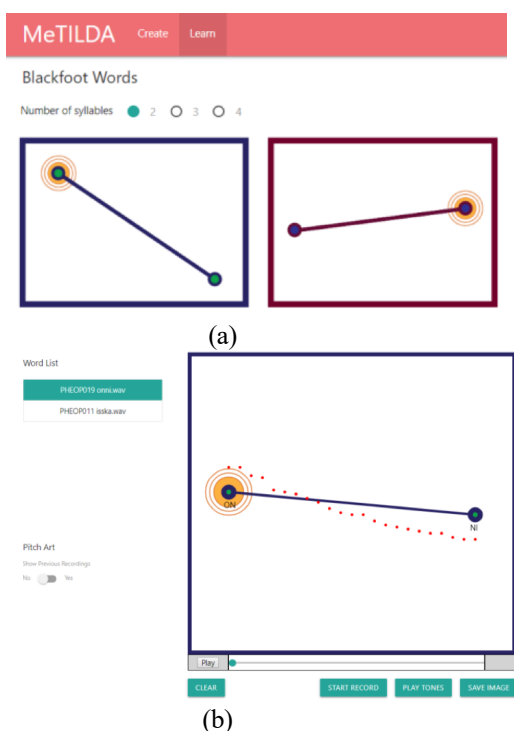 MeTILDA Create Learn
Blackfoot Words
Number of syllables 2 3 4
(a)
Word List
PHEOP019 onni.wav
PHEOP011 isska.wav
ON
NI
Pitch Art
Show Previous Recordings
No Yes
Play
CLEAR START RECORD PLAY TONES SAVE IMAGE
(b)